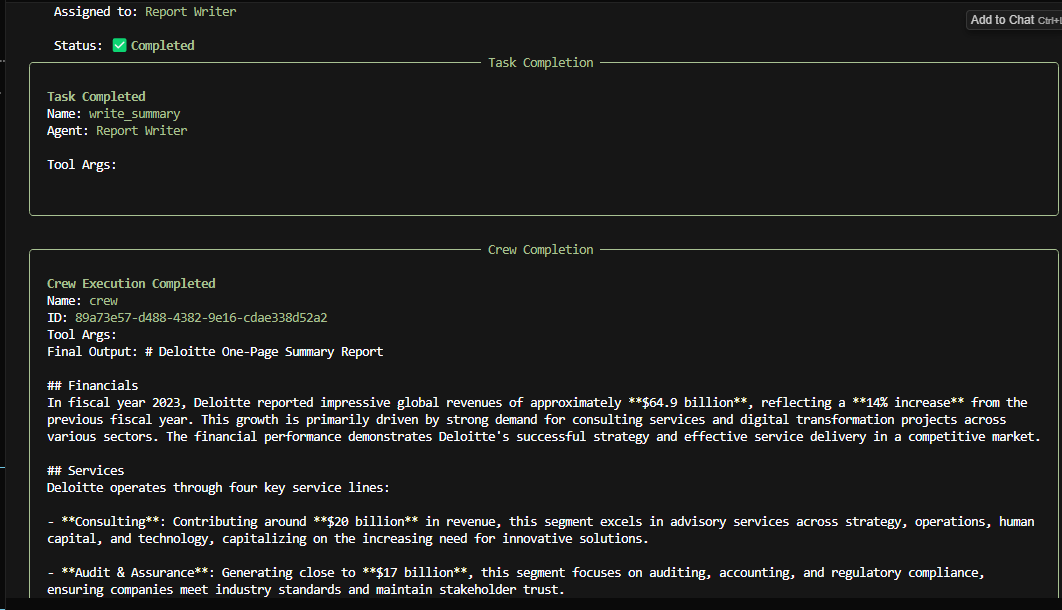 Assigned to: Report Writer
Add to Chat Ctrl+L
Status: ✅ Completed
Task Completion
Task Completed
Name: write_summary
Agent: Report Writer
Tool Args:
Crew Completion
Crew Execution Completed
Name: crew
ID: 89a73e57-d488-4382-9e16-cdae338d52a2
Tool Args:
Final Output: # Deloitte One-Page Summary Report
## Financials
In fiscal year 2023, Deloitte reported impressive global revenues of approximately **$64.9 billion**, reflecting a **14% increase** from the
previous fiscal year. This growth is primarily driven by strong demand for consulting services and digital transformation projects across
various sectors. The financial performance demonstrates Deloitte's successful strategy and effective service delivery in a competitive market.
## Services
Deloitte operates through four key service lines:
- **Consulting**: Contributing around **$20 billion** in revenue, this segment excels in advisory services across strategy, operations, human
capital, and technology, capitalizing on the increasing need for innovative solutions.
- **Audit & Assurance**: Generating close to **$17 billion**, this segment focuses on auditing, accounting, and regulatory compliance,
ensuring companies meet industry standards and maintain stakeholder trust.